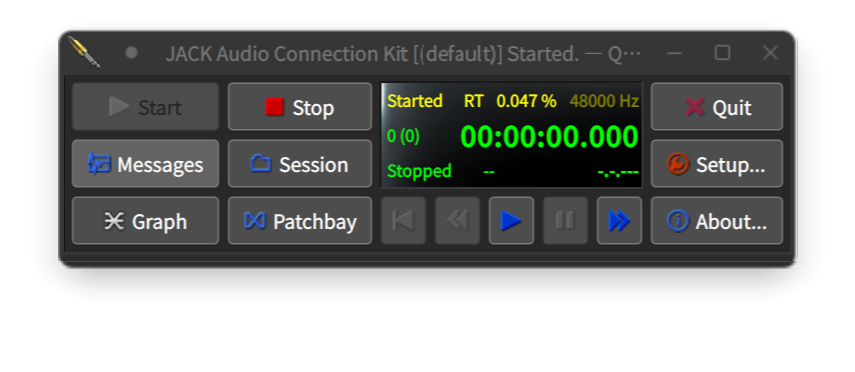 JACK Audio Connection Kit [(default)] Started. — Q···
Start
Stop
Started RT 0.047 % 48000 Hz
Quit
0 (0) 00:00:00.000
Messages
Session
Stopped -- -.-.---
Setup...
Graph
Patchbay
About...